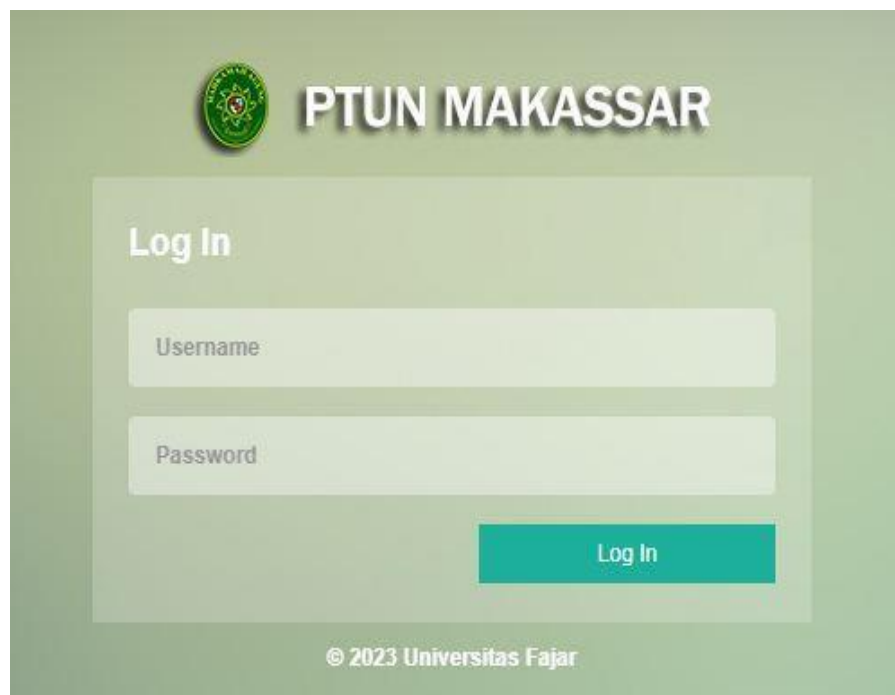 PTUN MAKASSAR
Log In
Username
Password
Log In
© 2023 Universitas Fajar